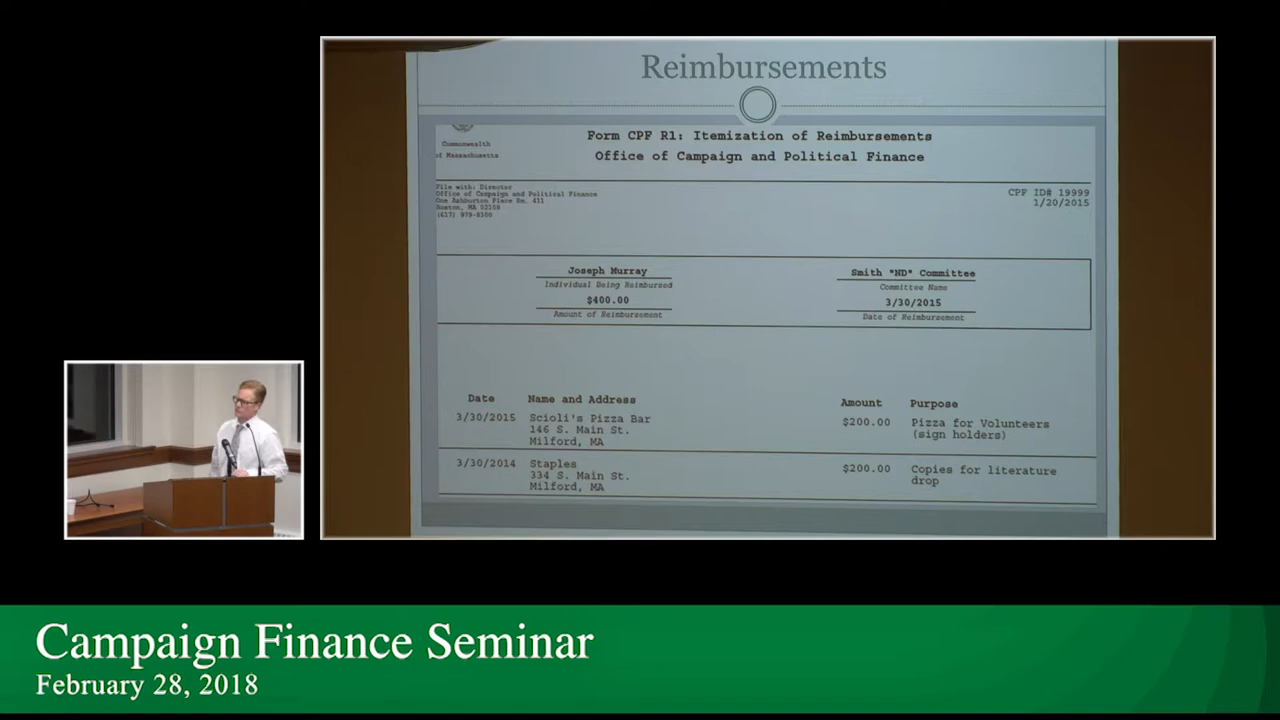 Reimbursements
Commonwealth
of Massachusetts
Form CPF R1: Itemization of Reimbursements
Office of Campaign and Political Finance
File with: Director
Office of Campaign and Political Finance
One Ashburton Place Rm. 411
Boston, MA 02108
(617) 979-8300
CPF ID# 19999
1/20/2015
Joseph Murray
Individual Being Reimbursed
$400.00
Amount of Reimbursement
Smith "ND" Committee
Committee Name
3/30/2015
Date of Reimbursement
Date Name and Address Amount Purpose
3/30/2015 Scioli's Pizza Bar $200.00 Pizza for Volunteers
146 S. Main St. (sign holders)
Milford, MA
3/30/2014 Staples $200.00 Copies for literature
334 S. Main St. drop
Milford, MA
Campaign Finance Seminar
February 28, 2018